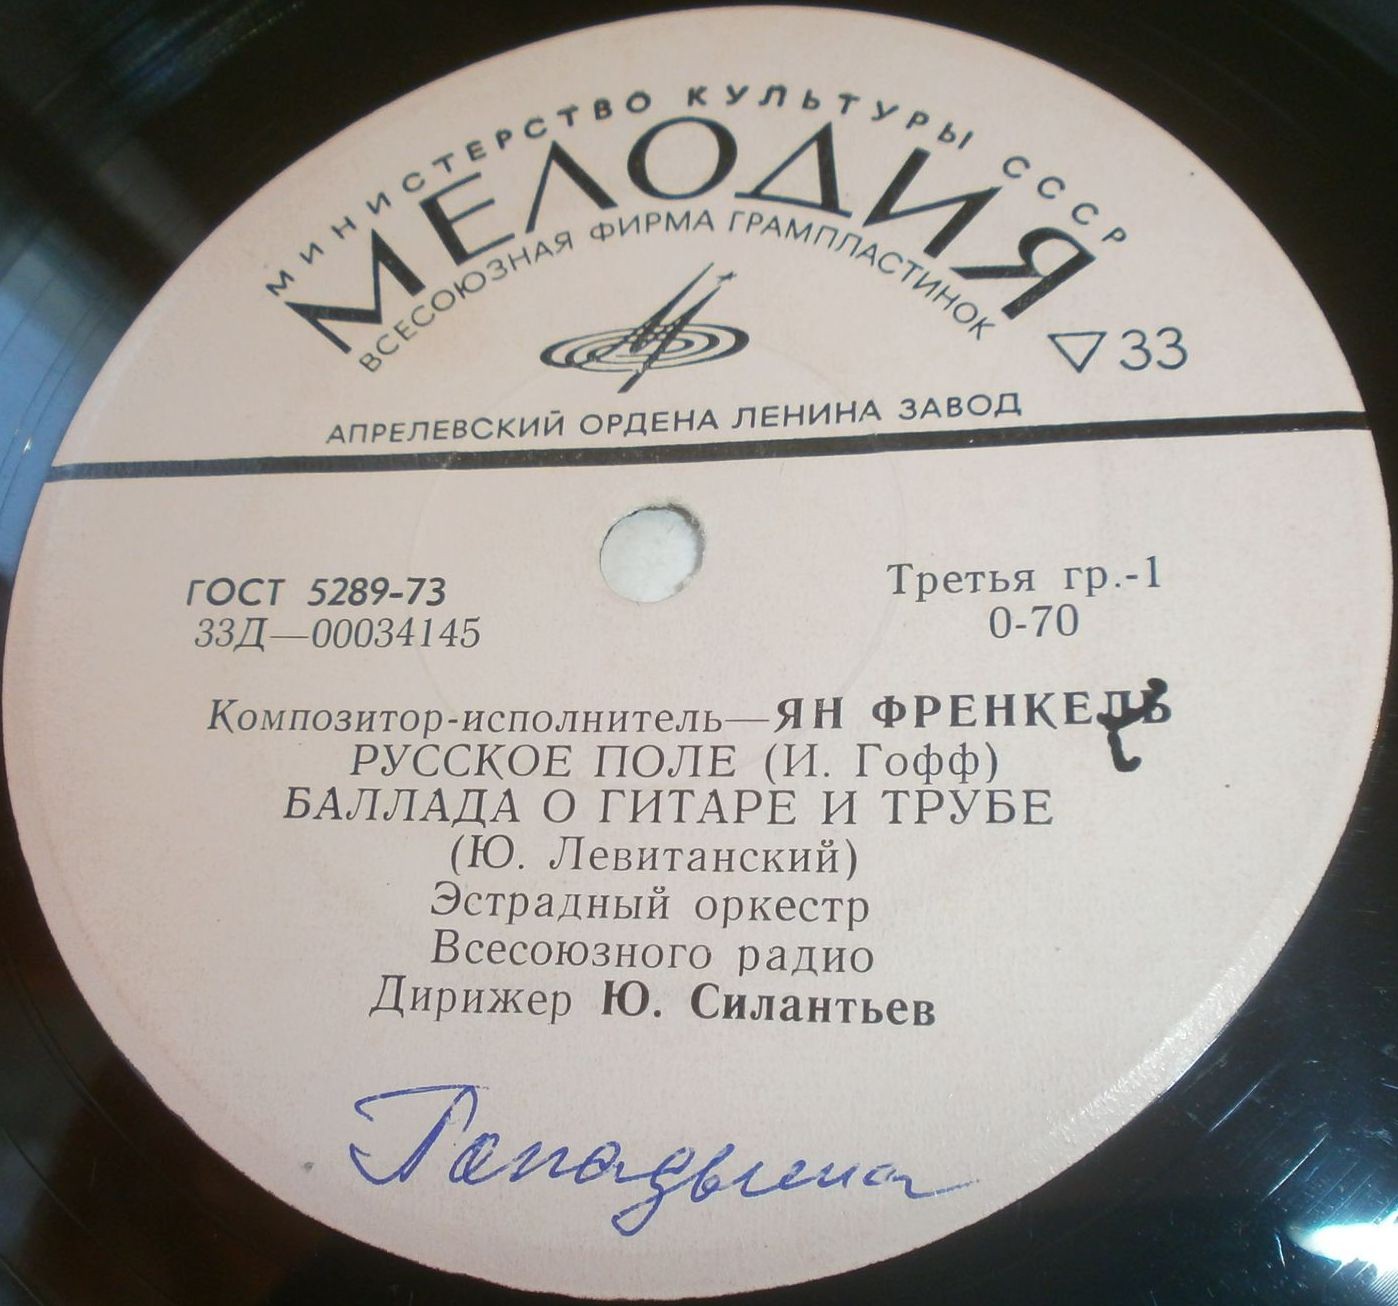 МИНИСТЕРСТВО КУЛЬТУРЫ СССР
МЕЛОДИЯ
ВСЕСОЮЗНАЯ ФИРМА ГРАМПЛАСТИНОК
▽33
АПРЕЛЕВСКИЙ ОРДЕНА ЛЕНИНА ЗАВОД
ГОСТ 5289-73
33Д—00034145
Третья гр.-1
0-70
Композитор-исполнитель—ЯН ФРЕНКЕЛЬ
РУССКОЕ ПОЛЕ (И. Гофф)
БАЛЛАДА О ГИТАРЕ И ТРУБЕ
(Ю. Левитанский)
Эстрадный оркестр
Всесоюзного радио
Дирижер Ю. Силантьев